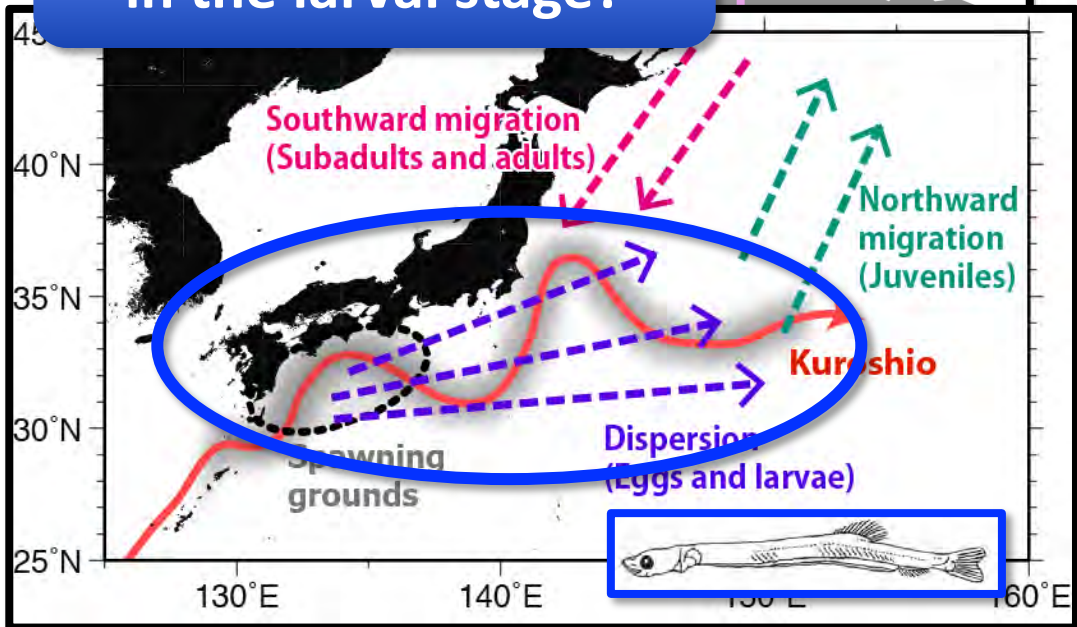 in the larval stage?
45
Southward migration
(Subadults and adults)
40°N
Northward
migration
(Juveniles)
35°N
Kuroshio
30°N
Dispersion
(Eggs and larvae)
Spawning
grounds
25°N
130°E
140°E
150°E
160°E